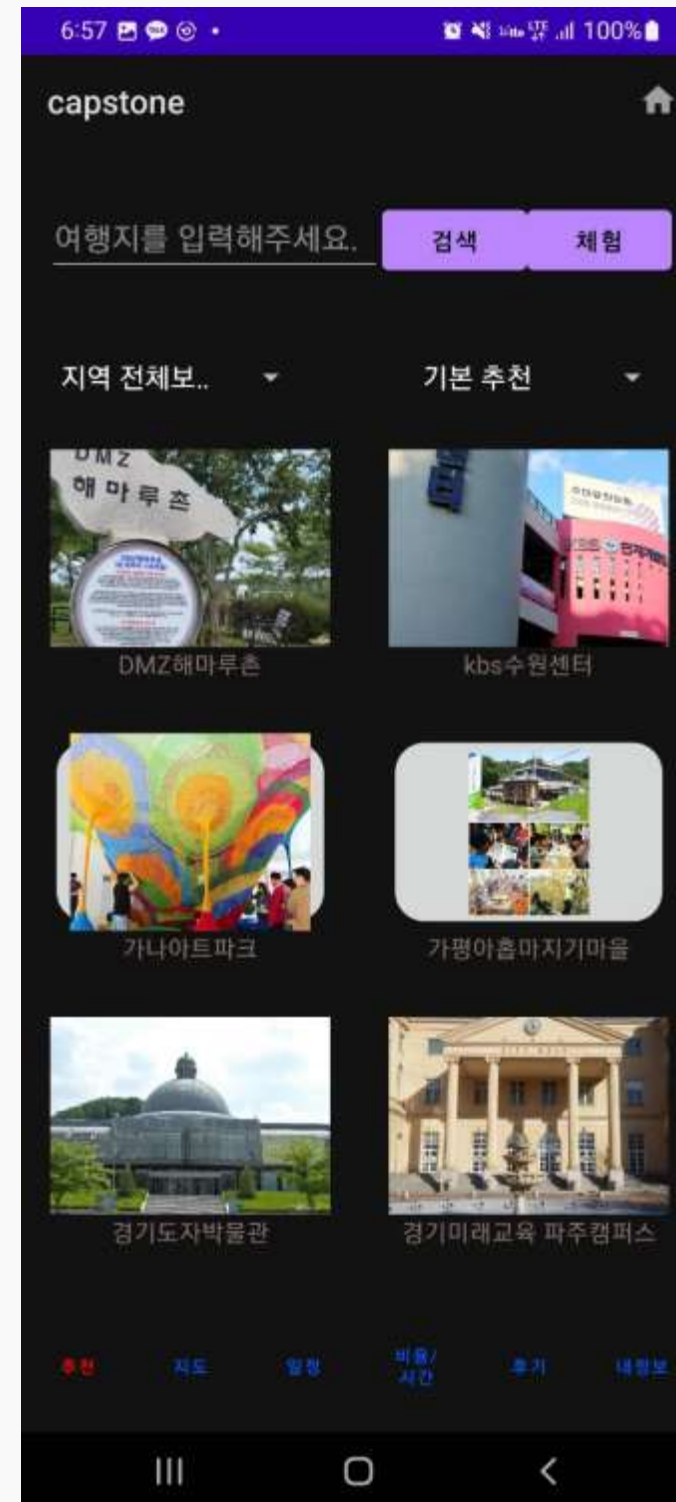 6:57
LTE
100%
capstone
여행지를 입력해주세요.
검색
체험
지역 전체보..
기본 추천
DMZ
해마루촌
DMZ해마루촌
kbs수원센터
가나아트파크
가평아홉마지기마을
경기도자박물관
경기미래교육 파주캠퍼스
추천
지도
일정
비용/
시간
후기
내정보